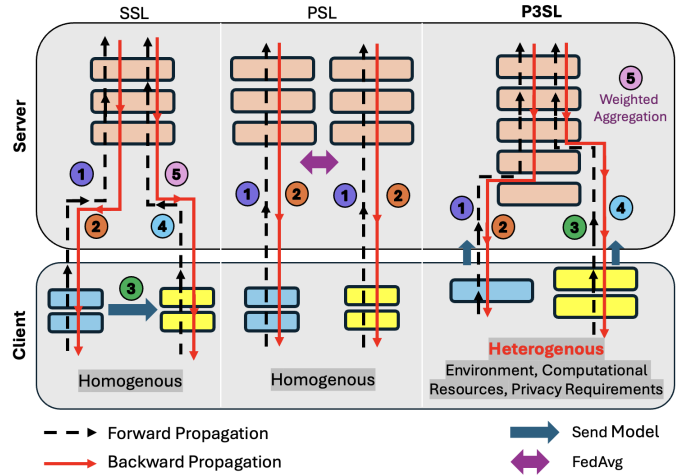 SSL
PSL
P3SL
Server
1
5
2
4
3
1
2
1
2
5
Weighted
Aggregation
1
2
3
4
Client
Homogenous
Homogenous
Heterogenous
Environment, Computational
Resources, Privacy Requirements
Forward Propagation
Send Model
Backward Propagation
FedAvg